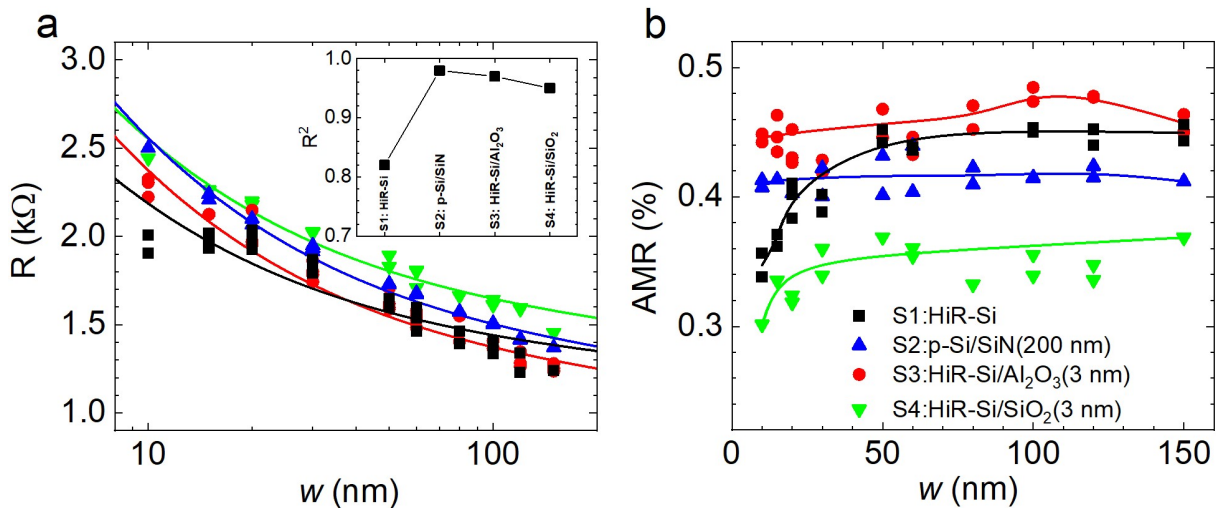 a
3.0
2.5
2.0
1.5
1.0
R (kΩ)
10
100
w (nm)
1.0
0.9
0.8
0.7
R²
S1: HiR-Si
S2: p-Si/SiN
S3: HiR-Si/Al₂O₃
S4: HiR-Si/SiO₂
b
0.5
0.4
0.3
AMR (%)
0
50
100
150
w (nm)
S1:HiR-Si
S2:p-Si/SiN(200 nm)
S3:HiR-Si/Al₂O₃(3 nm)
S4:HiR-Si/SiO₂(3 nm)